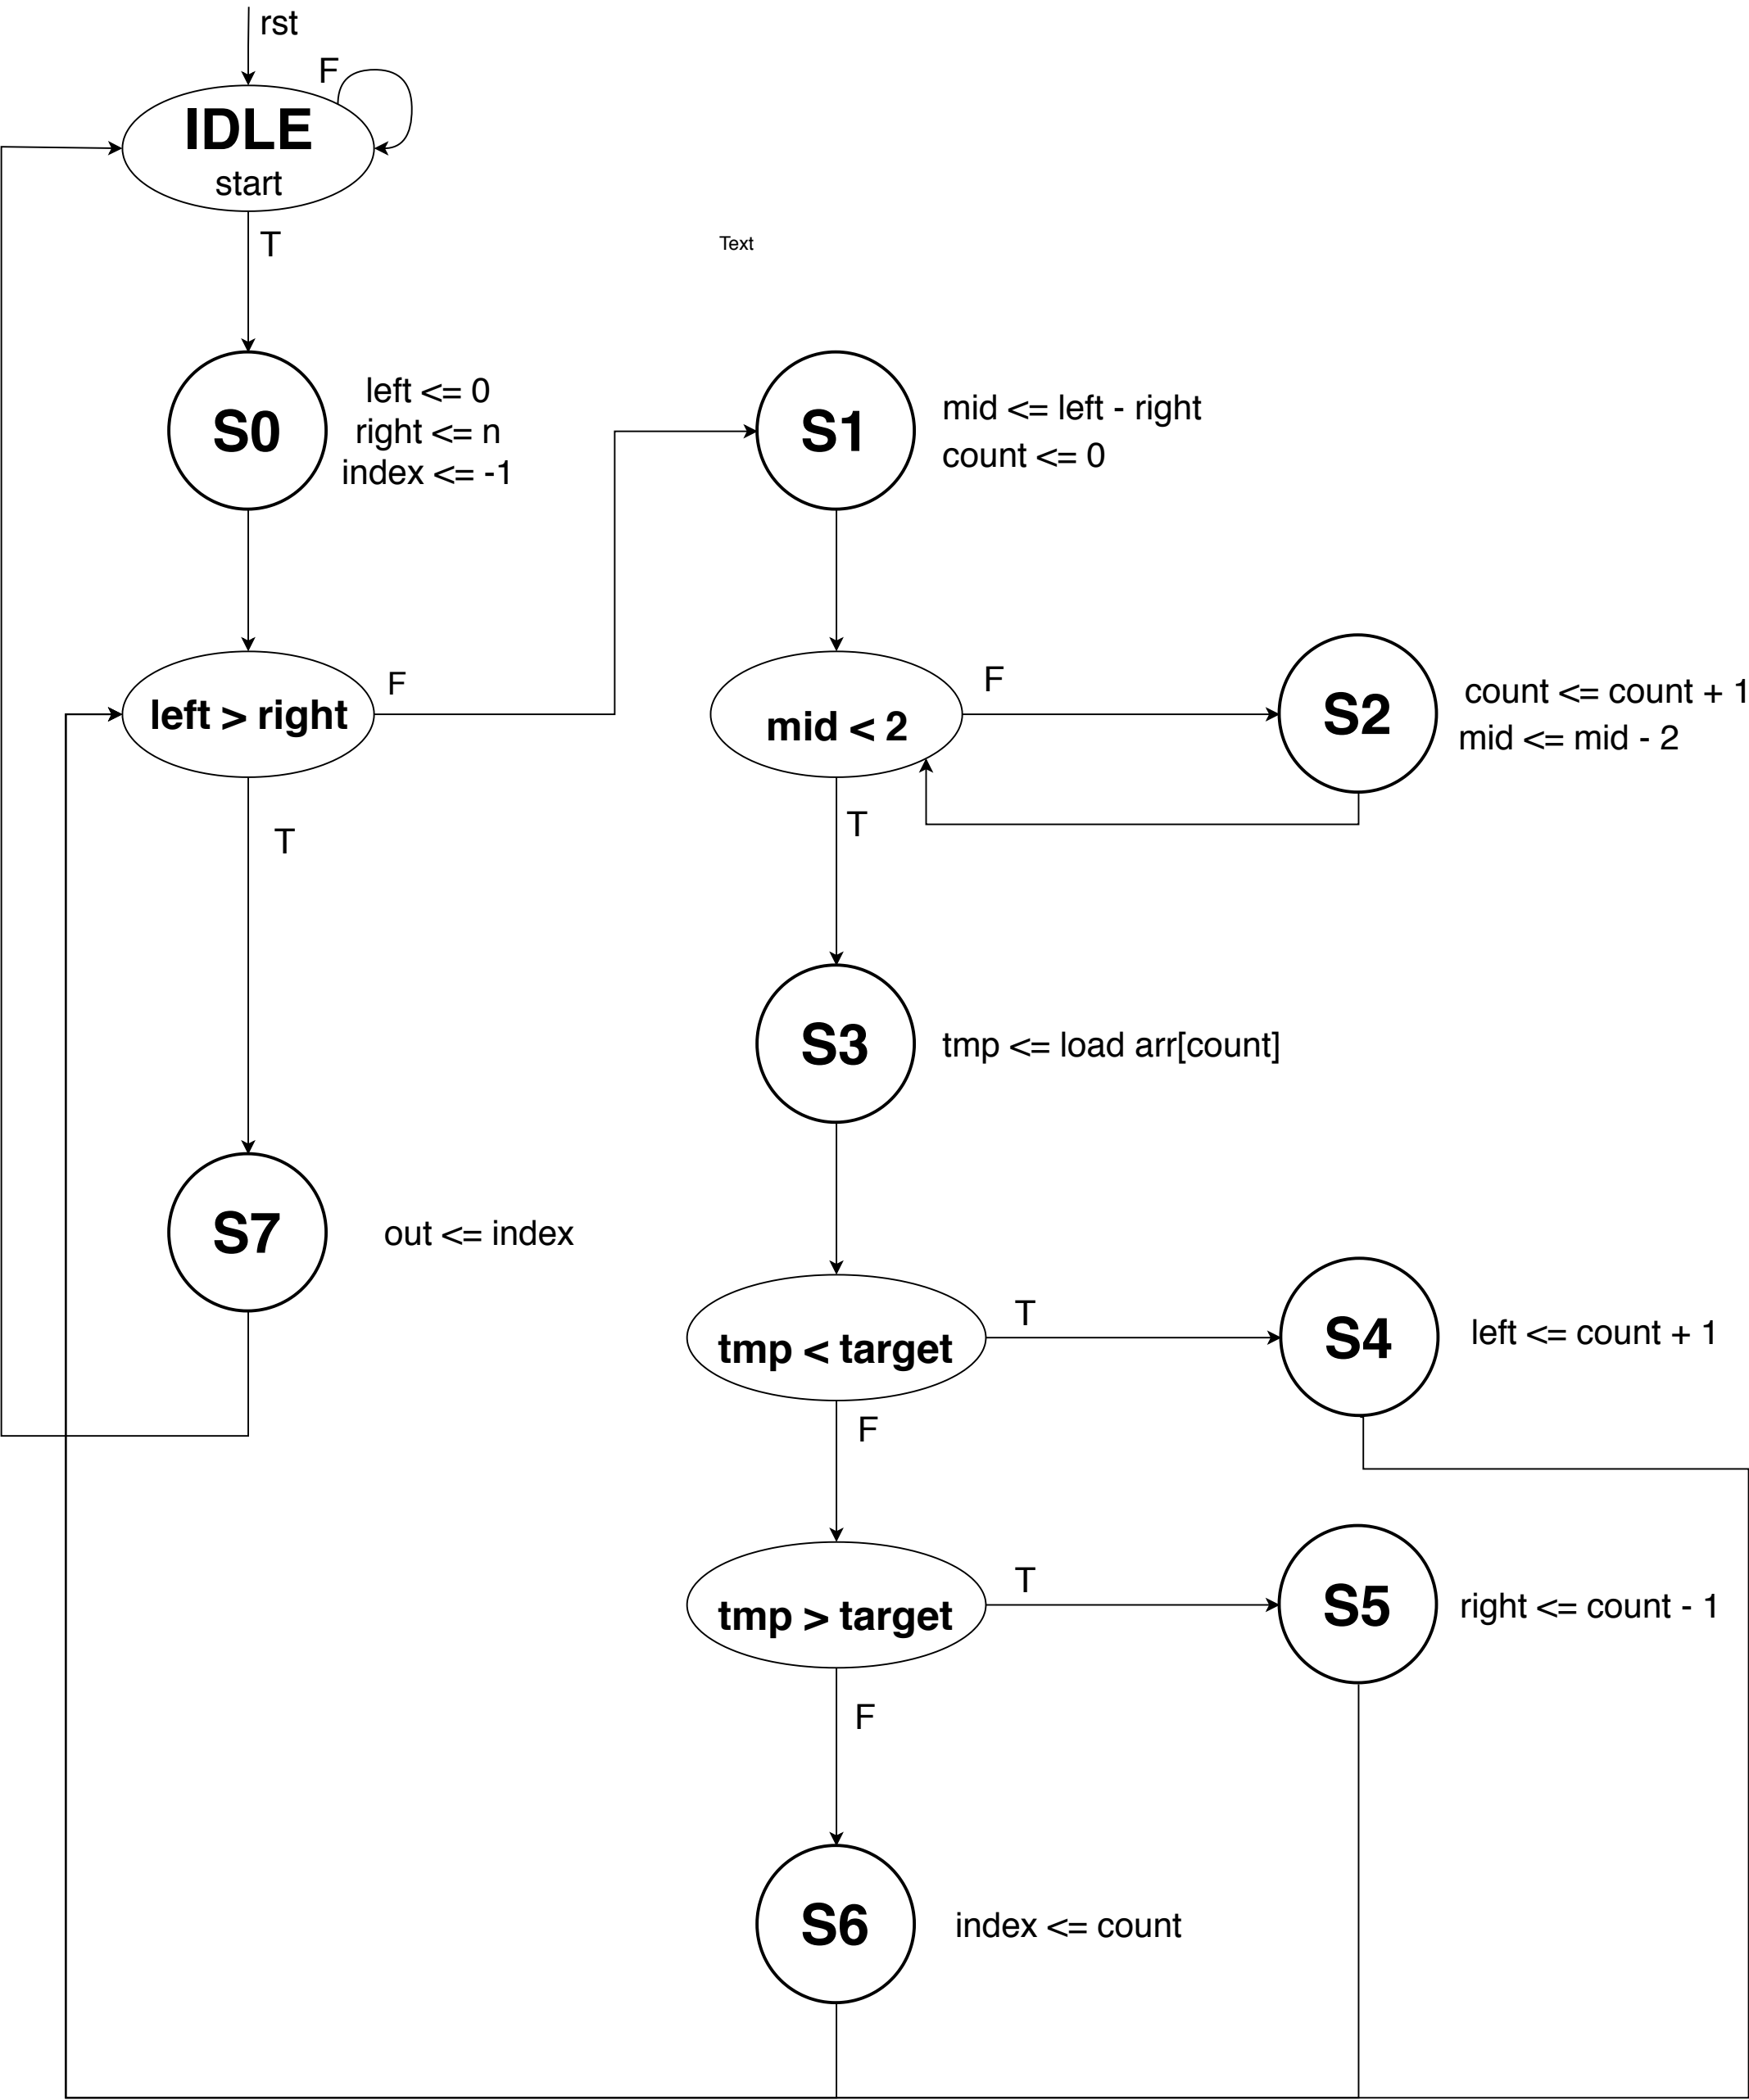 rst
F
IDLE
start
T
Text
S0
left <= 0
right <= n
index <= -1
S1
mid <= left - right
count <= 0
left > right
F
T
mid < 2
F
T
S2
count <= count + 1
mid <= mid - 2
S3
tmp <= load arr[count]
S7
out <= index
tmp < target
T
F
S4
left <= count + 1
tmp > target
T
F
S5
right <= count - 1
S6
index <= count